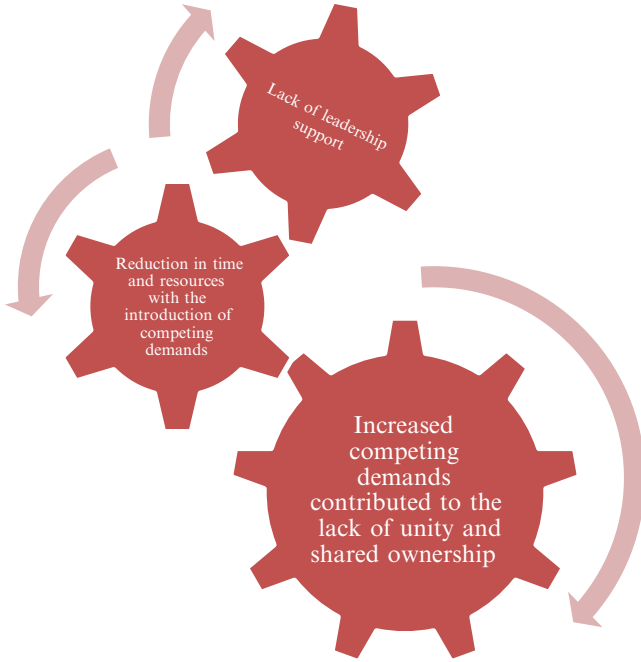 Lack of leadership
support
Reduction in time
and resources
with the
introduction of
competing
demands
Increased
competing
demands
contributed to the
lack of unity and
shared ownership